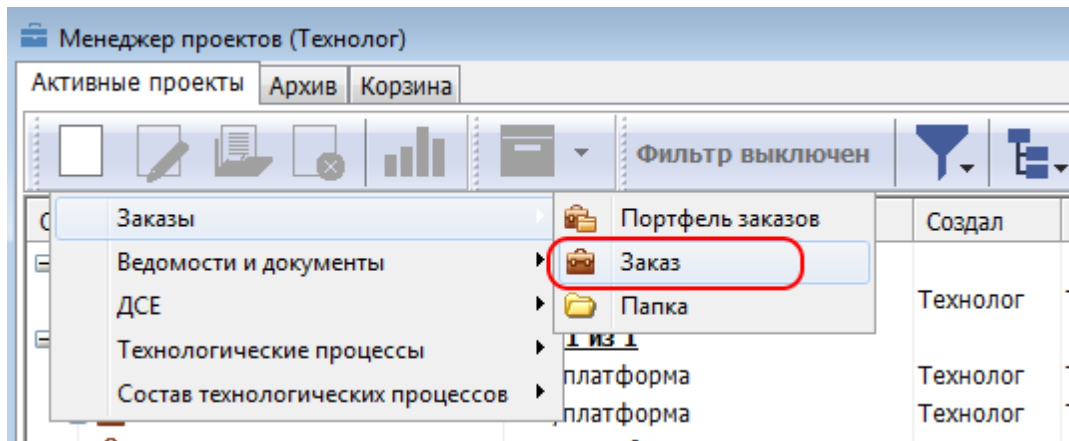 Менеджер проектов (Технолог)
Активные проекты Архив Корзина
Фильтр выключен
Заказы Портфель заказов Создал
Ведомости и документы Заказ
ДСЕ Папка Технолог
Технологические процессы 1 из 1
Состав технологических процессов платформа Технолог
платформа Технолог